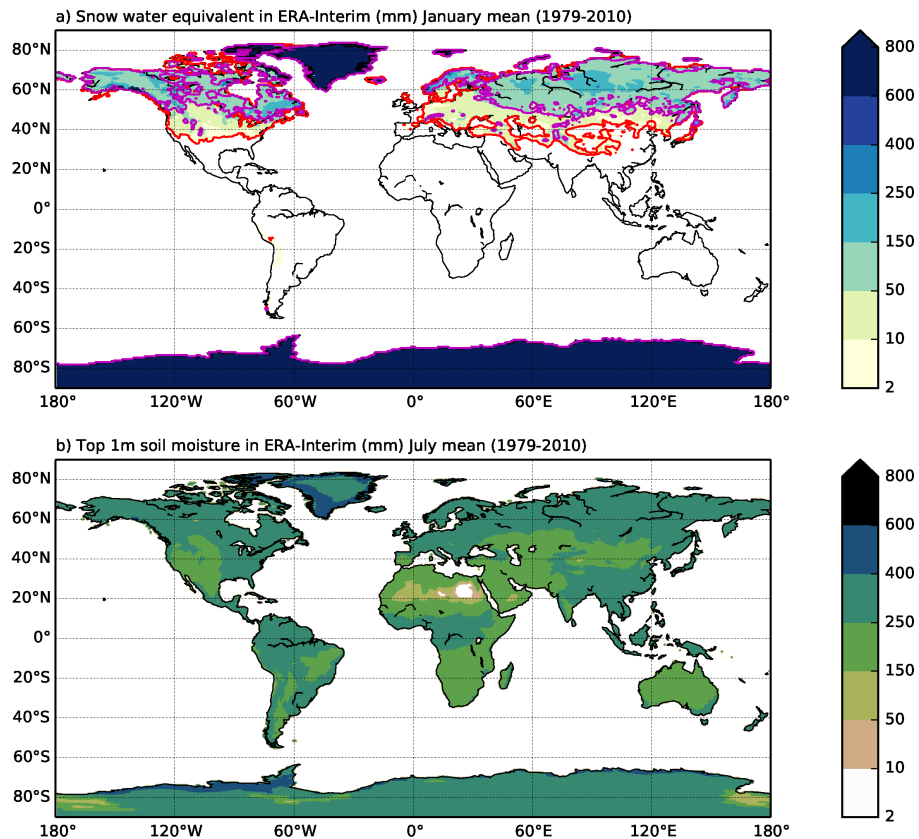 a) Snow water equivalent in ERA-Interim (mm) January mean (1979-2010)
80°N
60°N
40°N
20°N
0°
20°S
40°S
60°S
80°S
180° 120°W 60°W 0° 60°E 120°E 180°
800
600
400
250
150
50
10
2
b) Top 1m soil moisture in ERA-Interim (mm) July mean (1979-2010)
80°N
60°N
40°N
20°N
0°
20°S
40°S
60°S
80°S
180° 120°W 60°W 0° 60°E 120°E 180°
800
600
400
250
150
50
10
2